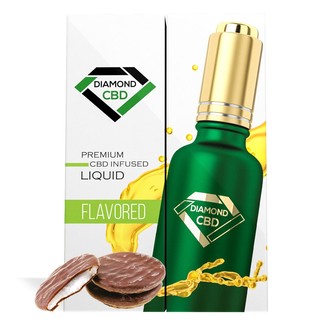 DIAMOND
CBD
PREMIUM
CBD INFUSED
LIQUID
FLAVORED
DIAMOND
CBD